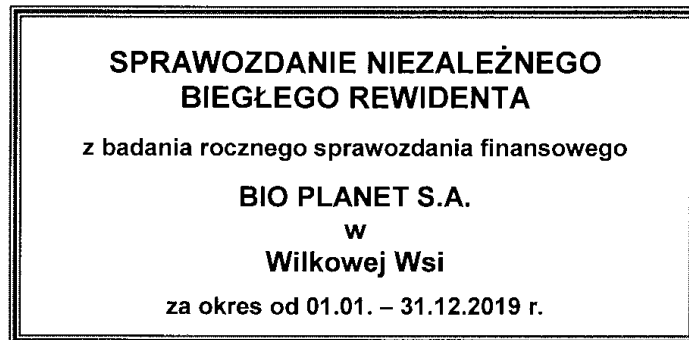 SPRAWOZDANIE NIEZALEŻNEGO
BIEGŁEGO REWIDENTA
z badania rocznego sprawozdania finansowego
BIO PLANET S.A.
w
Wilkowej Wsi
za okres od 01.01. – 31.12.2019 r.